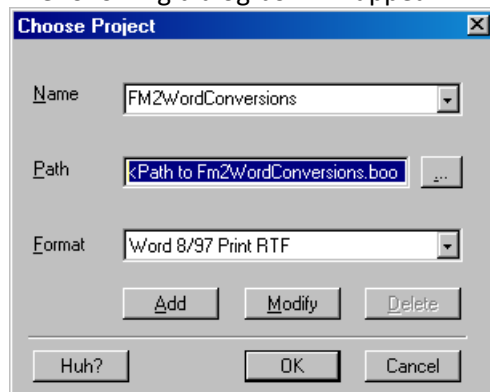 Choose Project
Name FM2WordConversions
Path <Path to Fm2WordConversions.boo ...
Format Word 8/97 Print RTF
Add Modify Delete
Huh? OK Cancel